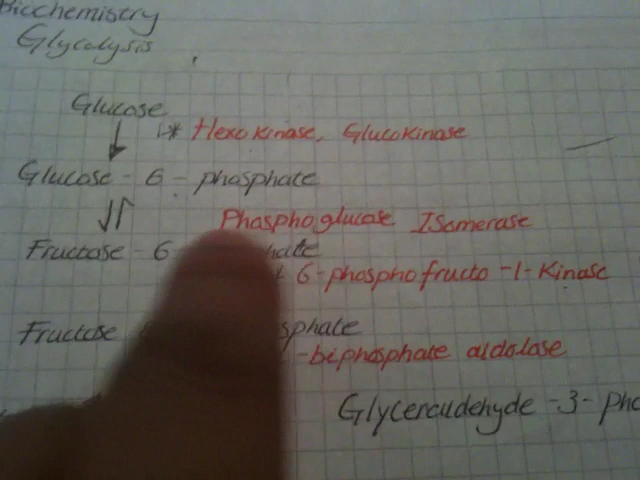 Biochemistry
Glycolysis
Glucose
* Hexokinase, Glucokinase
Glucose - 6 - phosphate
Phosphoglucose Isomerase
Fructose - 6 -
6-phosphofructo-1-Kinase
Fructose
-biphosphate aldolase
Glyceraldehyde -3- pho